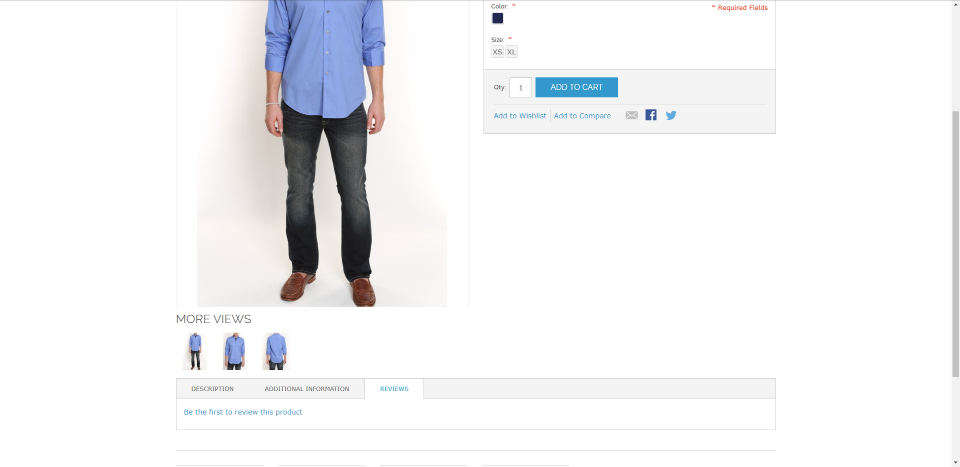 Color: *
* Required Fields
Size: *
XS XL
Qty: 1 ADD TO CART
Add to Wishlist Add to Compare
MORE VIEWS
DESCRIPTION ADDITIONAL INFORMATION REVIEWS
Be the first to review this product